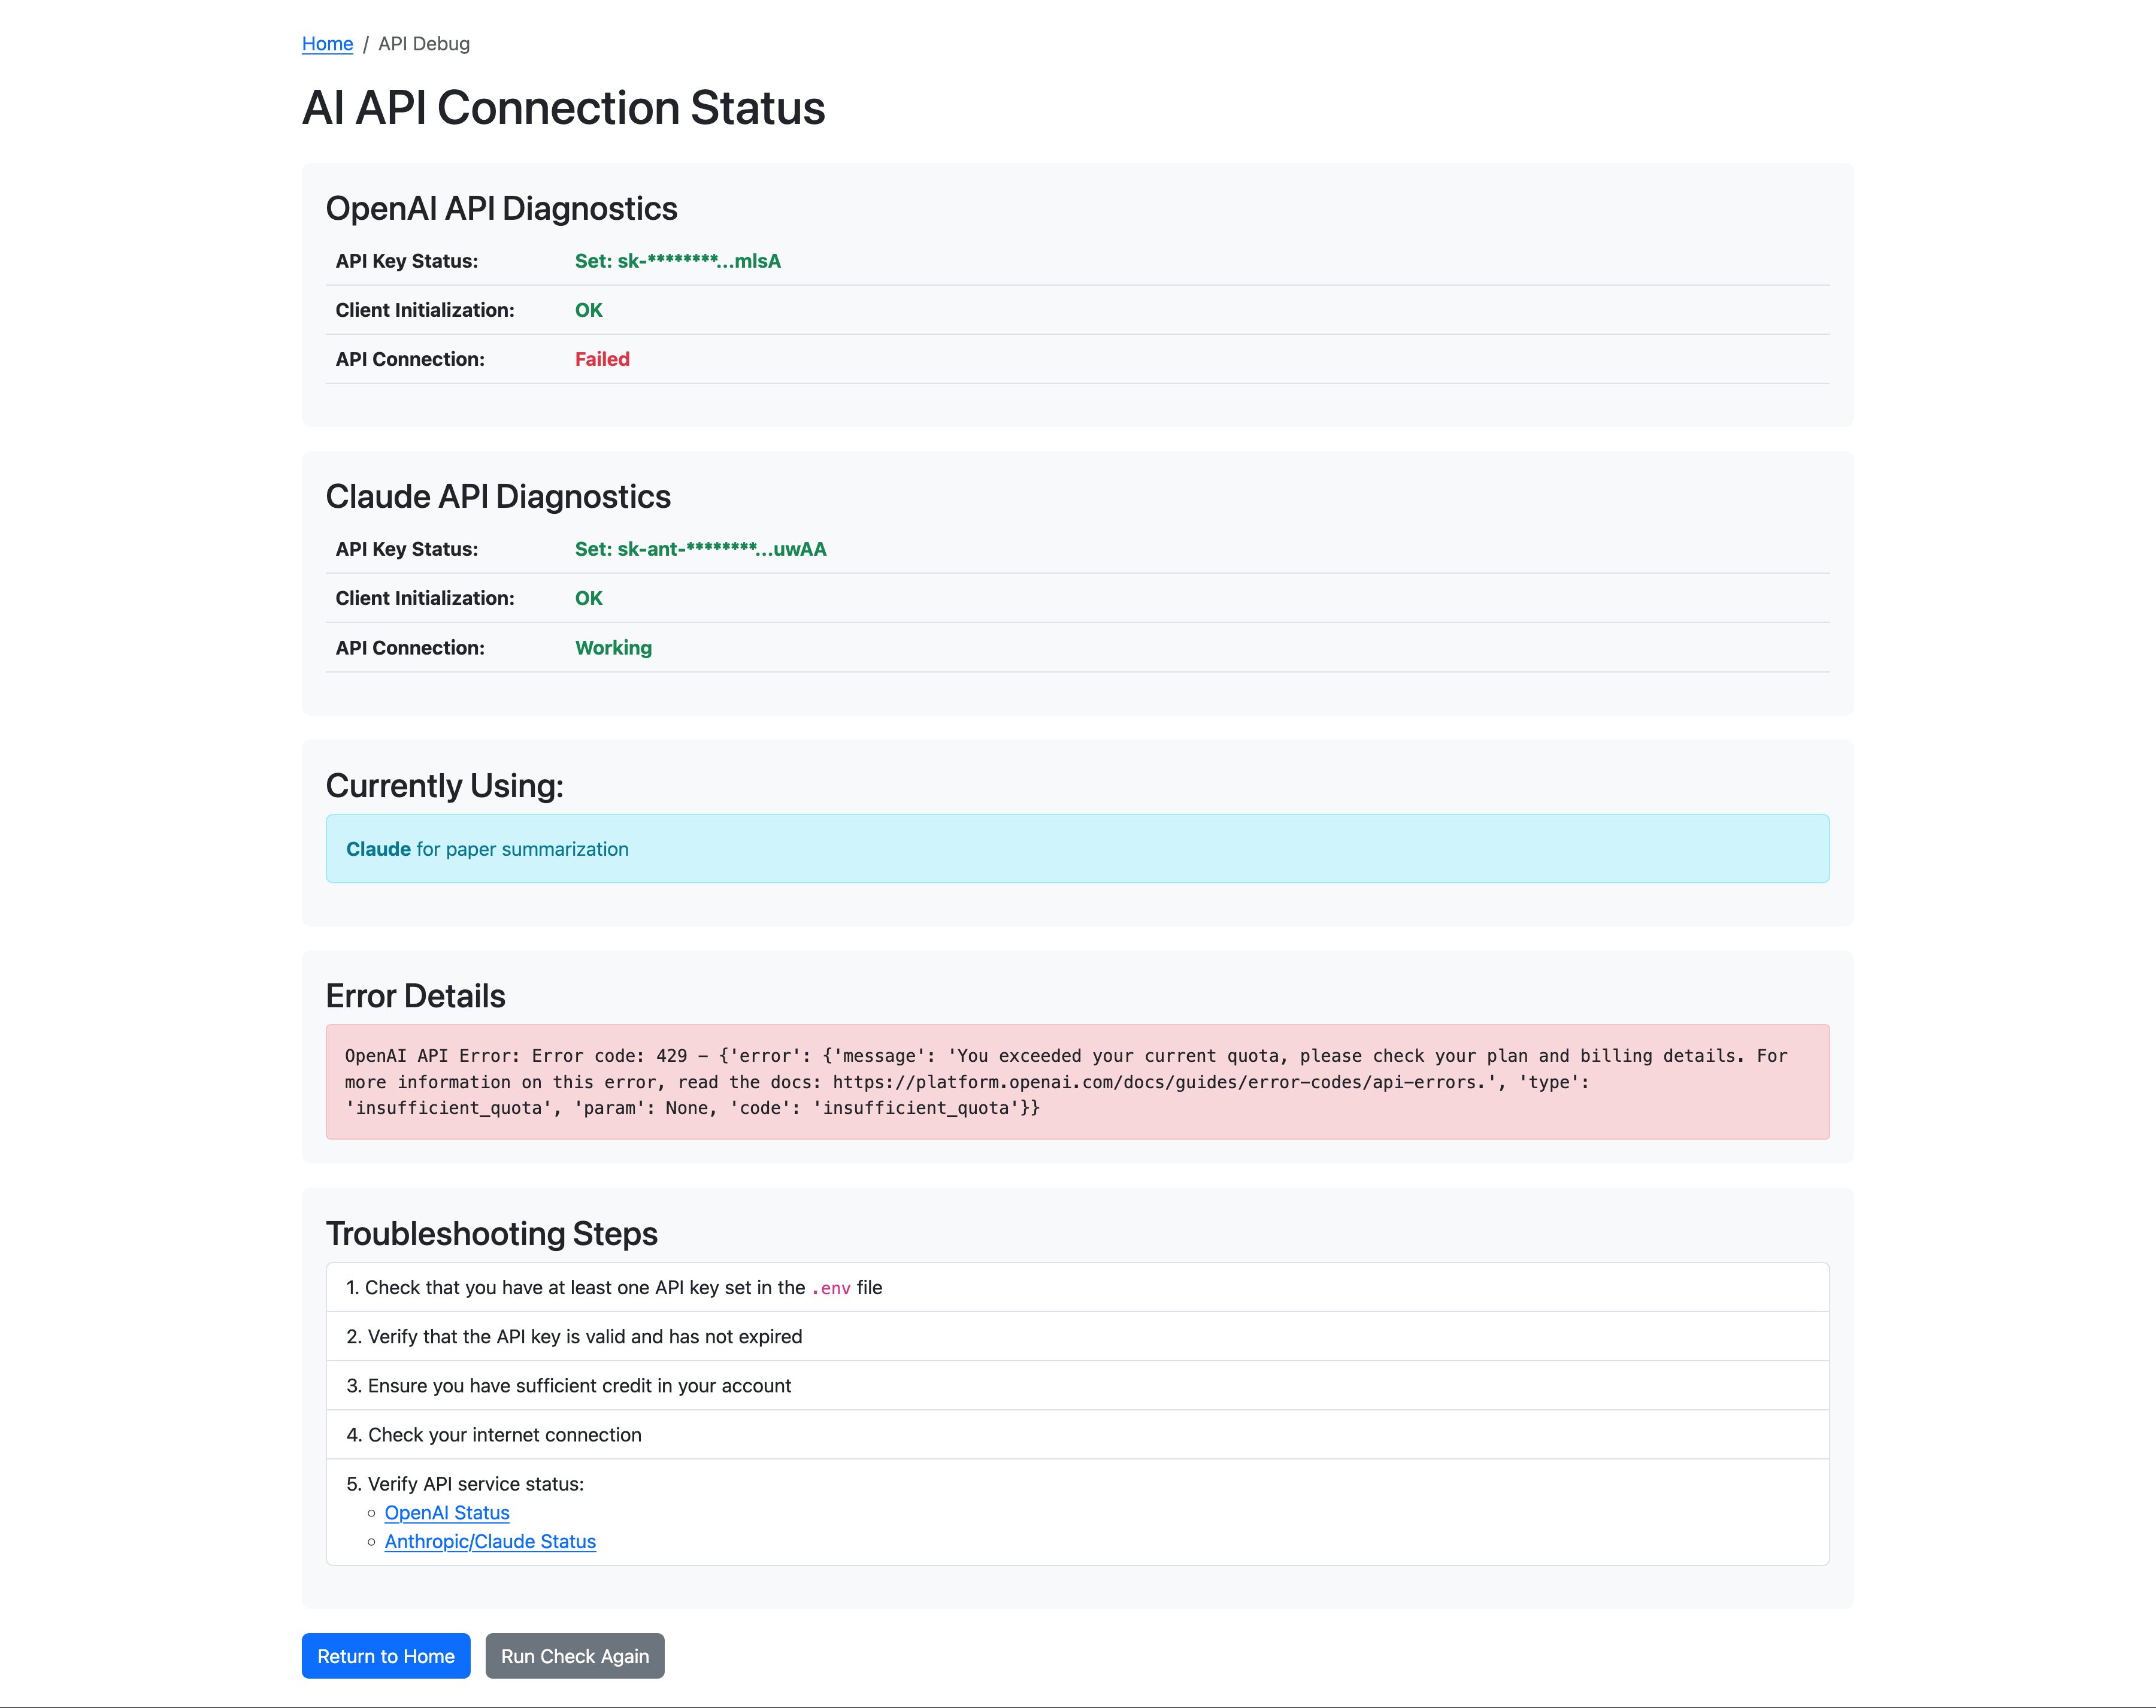 Home / API Debug
AI API Connection Status
OpenAI API Diagnostics
API Key Status: Set: sk-********...mlsA
Client Initialization: OK
API Connection: Failed
Claude API Diagnostics
API Key Status: Set: sk-ant-********...uwAA
Client Initialization: OK
API Connection: Working
Currently Using:
Claude for paper summarization
Error Details
OpenAI API Error: Error code: 429 - {'error': {'message': 'You exceeded your current quota, please check your plan and billing details. For
more information on this error, read the docs: https://platform.openai.com/docs/guides/error-codes/api-errors.', 'type':
'insufficient_quota', 'param': None, 'code': 'insufficient_quota'}}
Troubleshooting Steps
1. Check that you have at least one API key set in the .env file
2. Verify that the API key is valid and has not expired
3. Ensure you have sufficient credit in your account
4. Check your internet connection
5. Verify API service status:
OpenAI Status
Anthropic/Claude Status
Return to Home Run Check Again